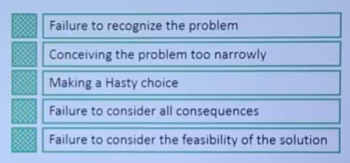 Failure to recognize the problem
Conceiving the problem too narrowly
Making a Hasty choice
Failure to consider all consequences
Failure to consider the feasibility of the solution